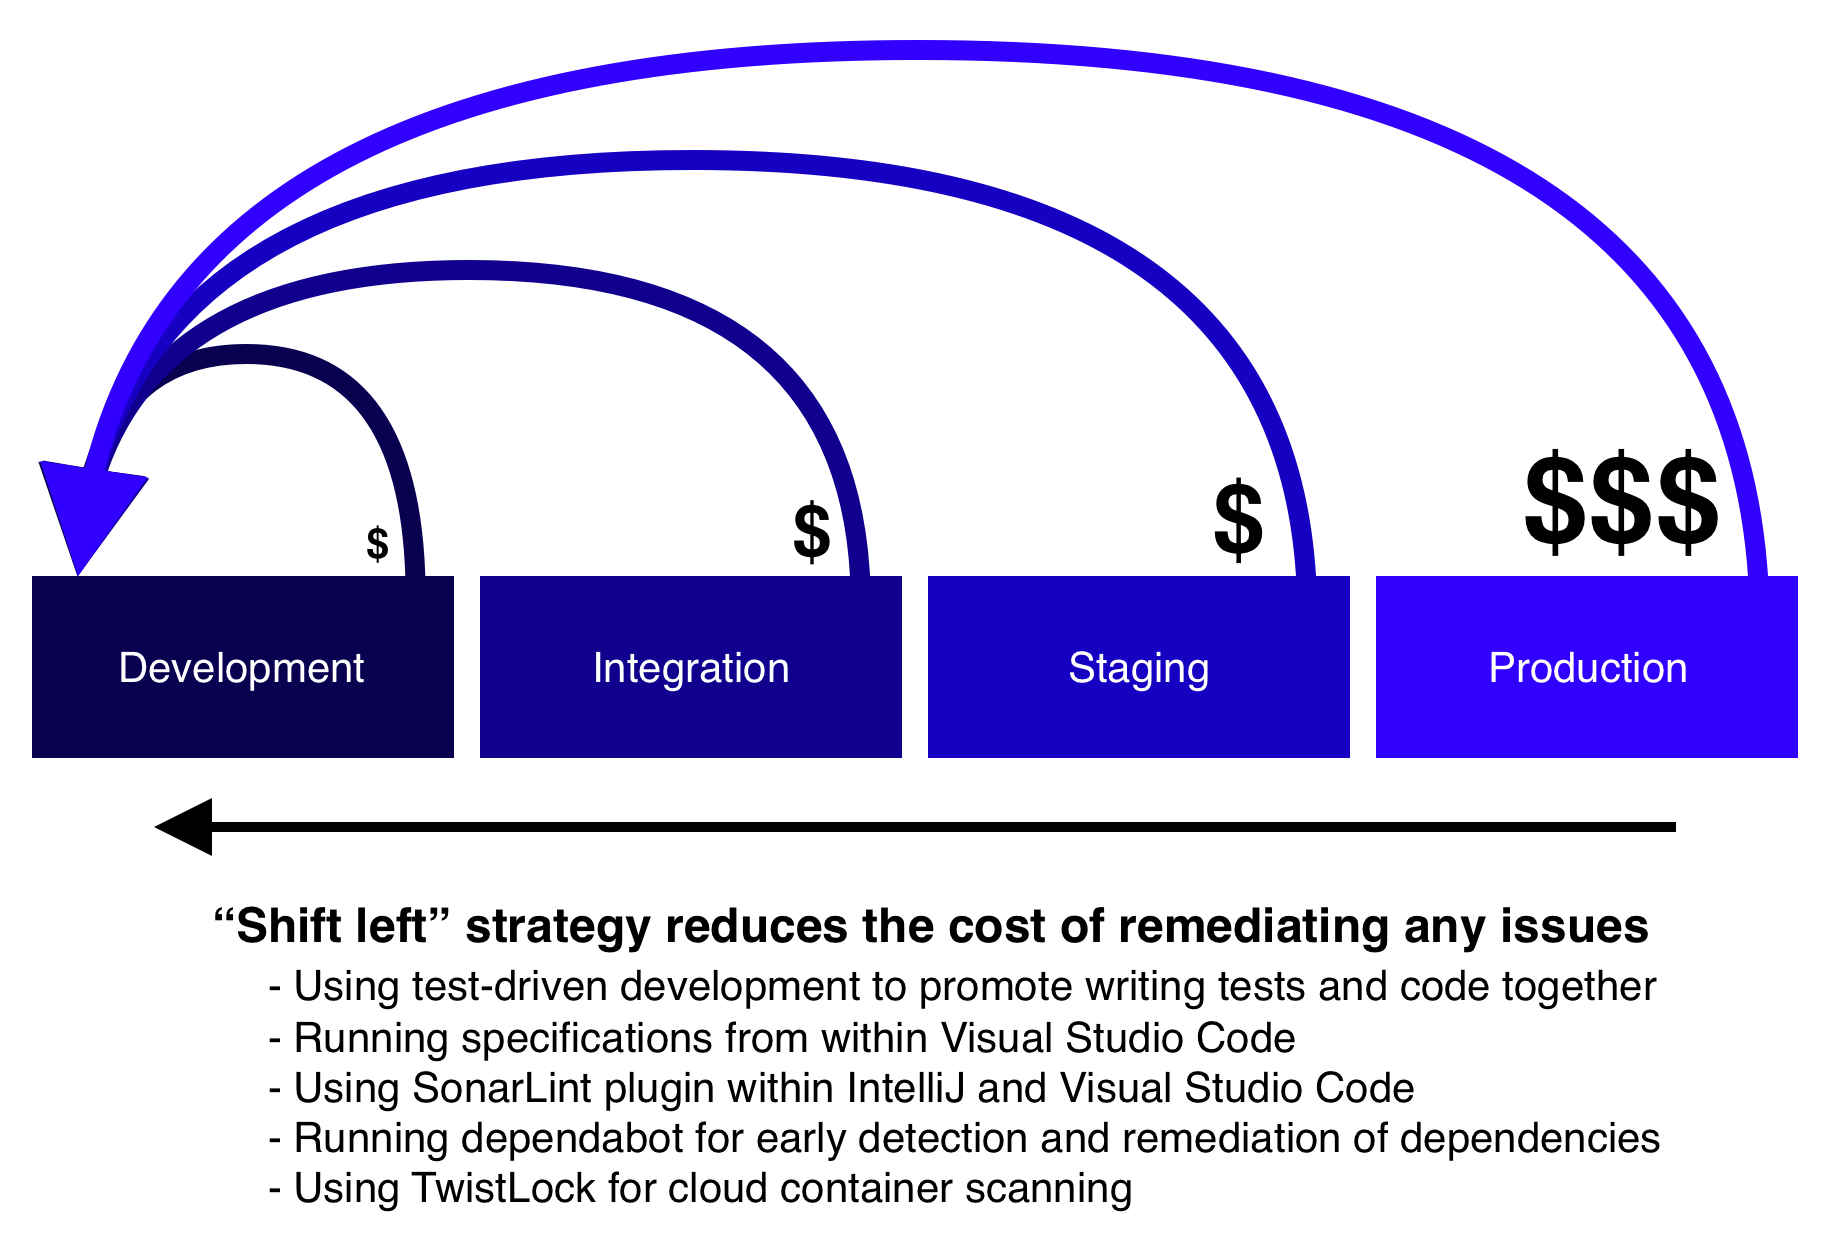 $
$
$
$$$
Development
Integration
Staging
Production
“Shift left” strategy reduces the cost of remediating any issues
- Using test-driven development to promote writing tests and code together
- Running specifications from within Visual Studio Code
- Using SonarLint plugin within IntelliJ and Visual Studio Code
- Running dependabot for early detection and remediation of dependencies
- Using TwistLock for cloud container scanning